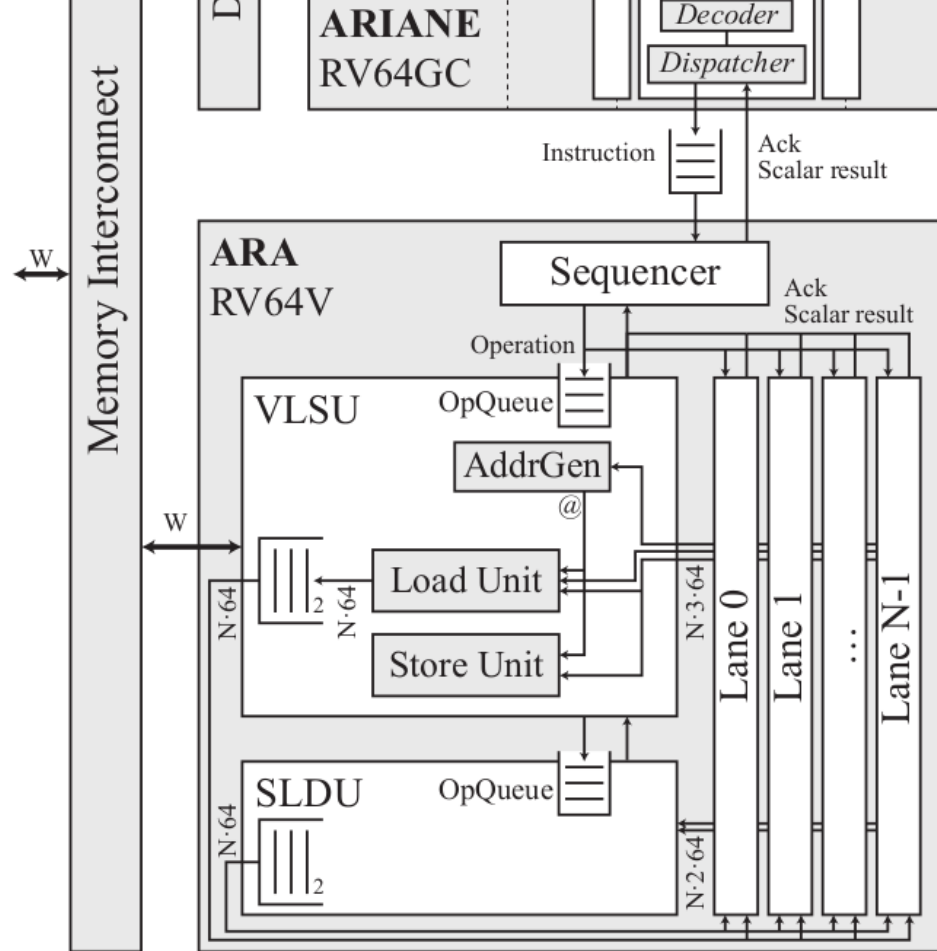 D
Decoder
ARIANE
RV64GC
Dispatcher
Instruction
Ack
Scalar result
Memory Interconnect
W
ARA
RV64V
Sequencer
Ack
Scalar result
Operation
VLSU
OpQueue
AddrGen
@
W
Load Unit
2
N·64
N·64
N·3·64
Store Unit
Lane 0
Lane 1
...
Lane N-1
SLDU
OpQueue
N·64
2
N·2·64